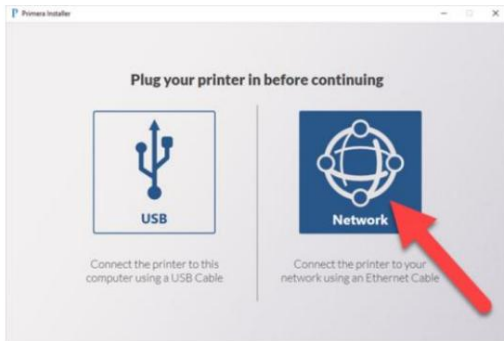 Primera Installer
Plug your printer in before continuing
USB
Connect the printer to this
computer using a USB Cable
Network
Connect the printer to your
network using an Ethernet Cable